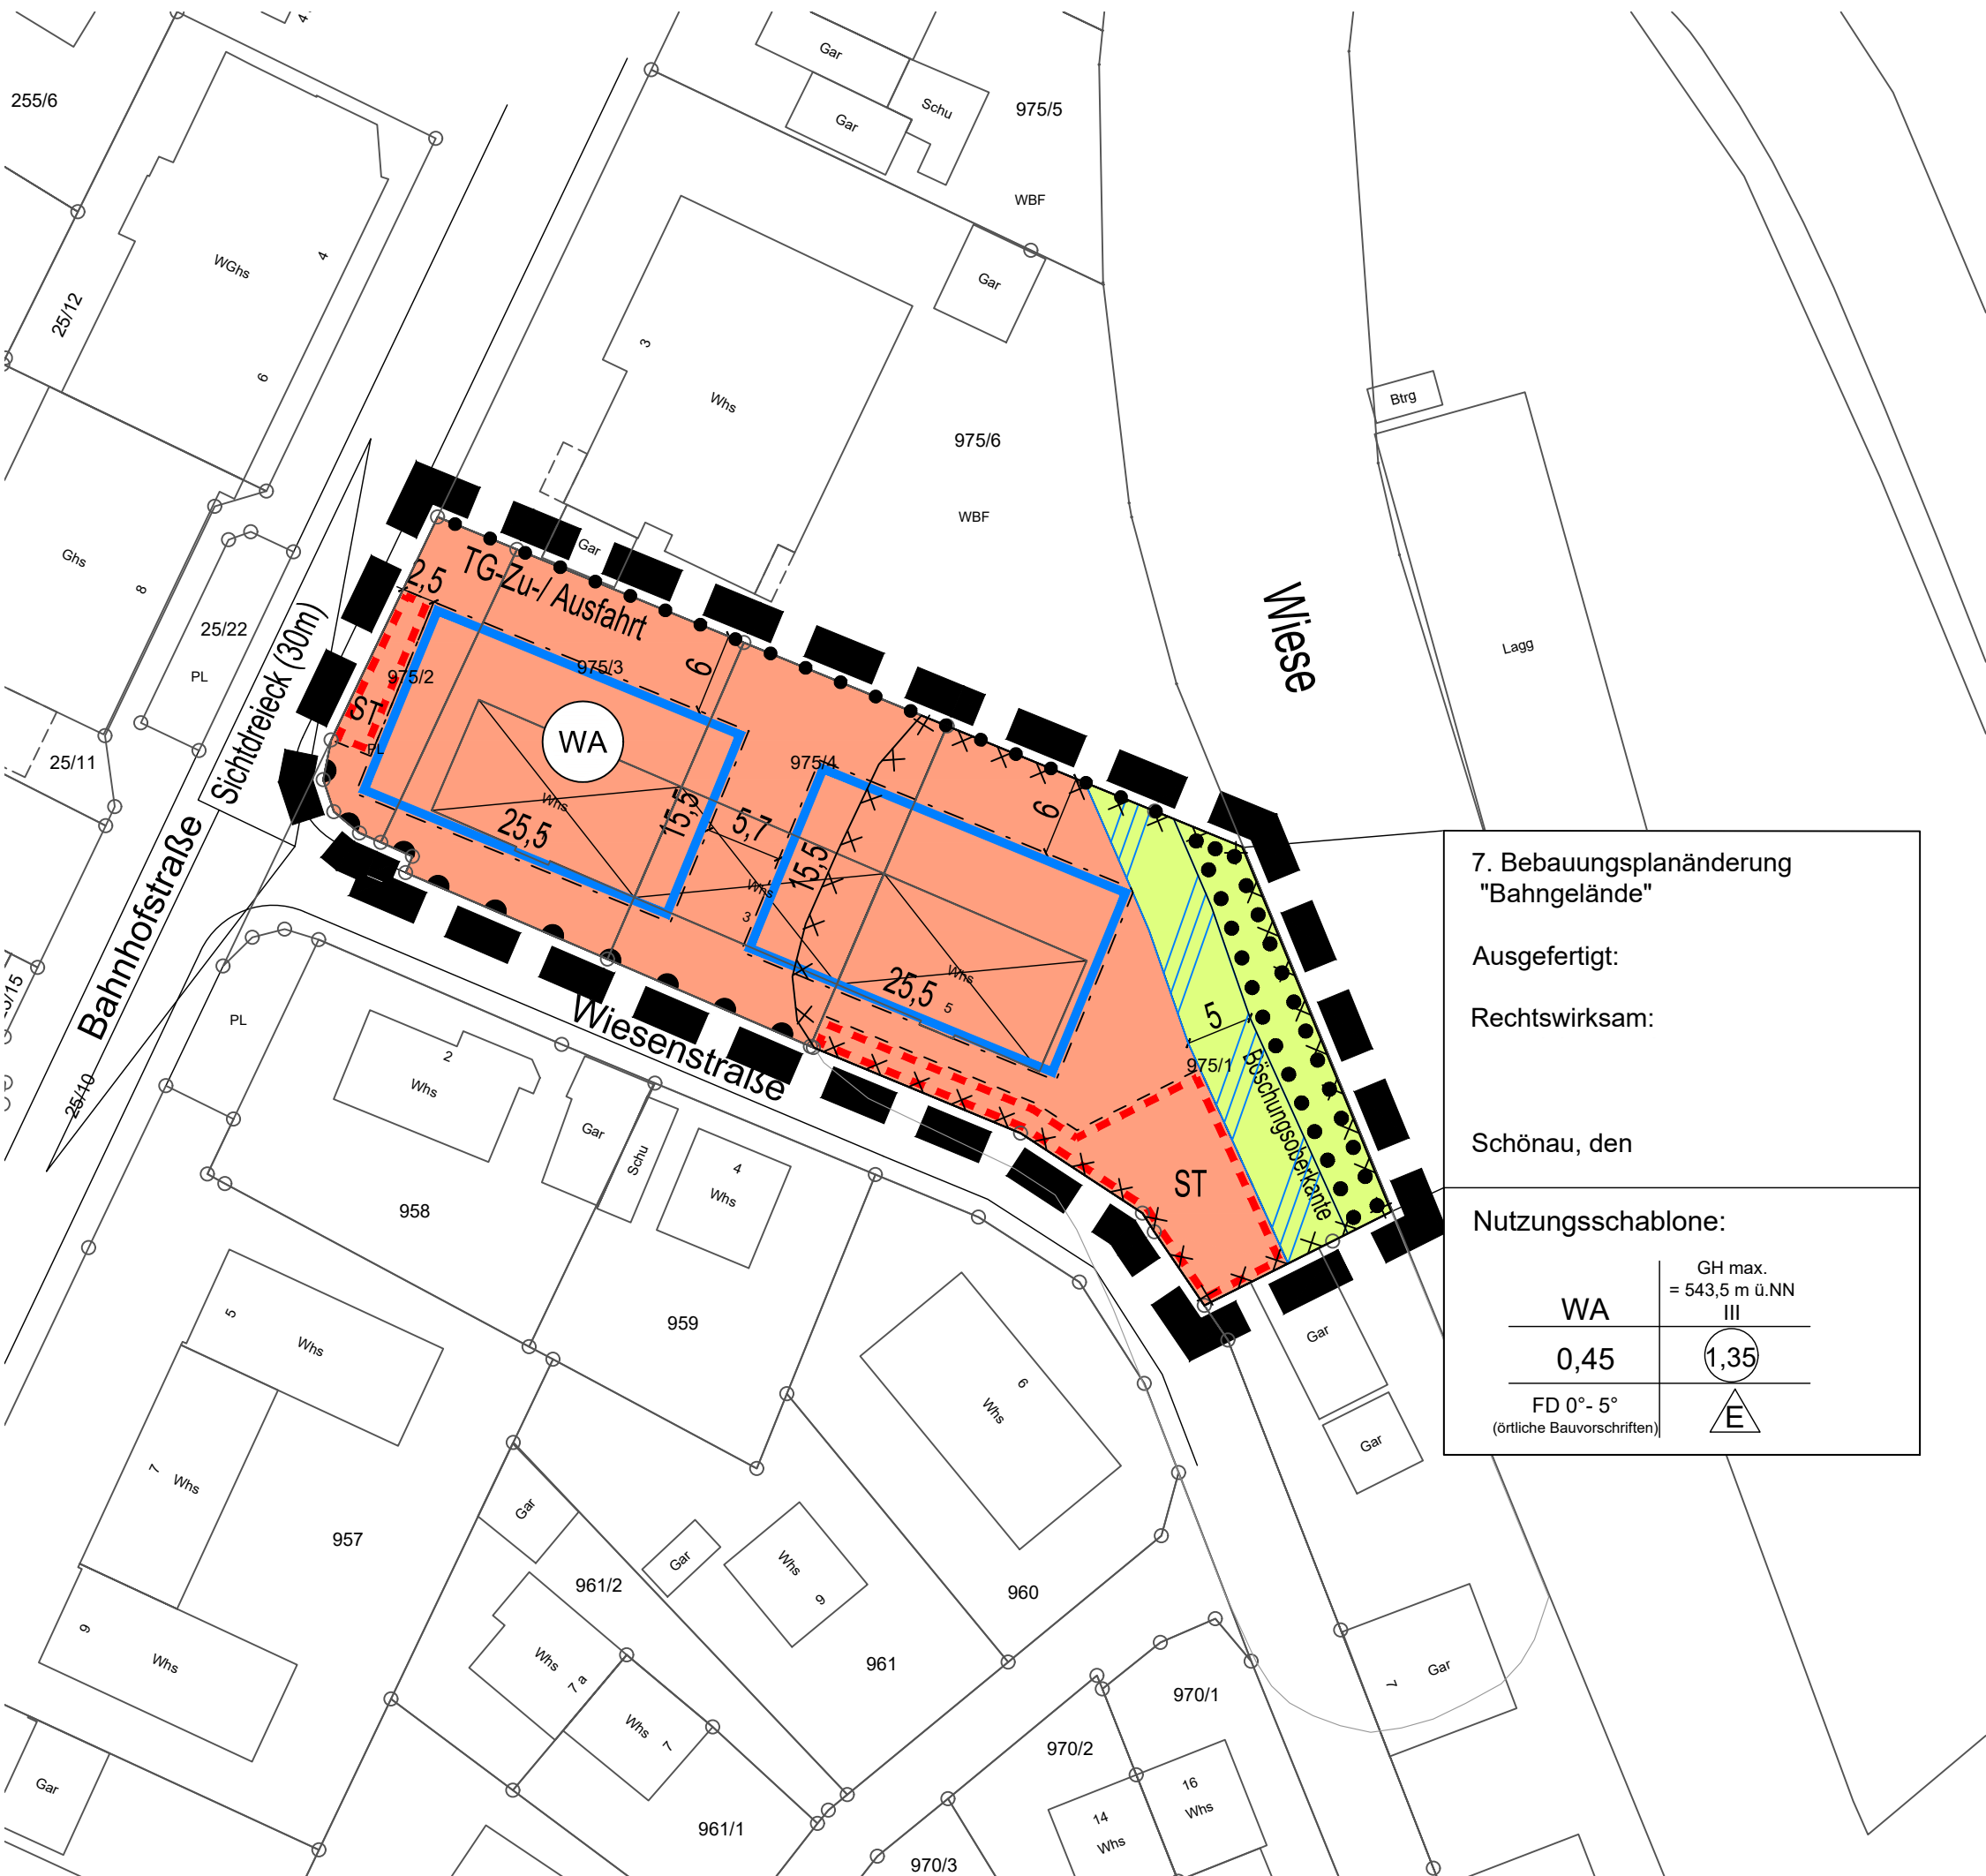 4
255/6
Gar
Gar
Schu
975/5
WBF
WGhs
4
6
25/12
3
Whs
Gar
975/6
WBF
Btrg
Lagg
Wiese
Ghs
8
25/22
PL
25/11
Sichtdreieck (30m)
Bahnhofstraße
25/10
Gar
TG-Zu-/ Ausfahrt
2,5
975/2
ST
PL
975/3
6
WA
Whs
25,5
15,5
5,7
975/4
15,5
Whs
3
6
25,5
Whs
5
5
975/1
Böschungsoberkante
ST
Wiesenstraße
7. Bebauungsplanänderung
"Bahngelände"
Ausgefertigt:
Rechtswirksam:
Schönau, den
Nutzungsschablone:
WA
GH max.
= 543,5 m ü.NN
III
0,45
1,35
FD 0°- 5°
(örtliche Bauvorschriften)
E
PL
2
Whs
Gar
Schu
4
Whs
958
959
5
Whs
7
Whs
957
9
Whs
Gar
6
Whs
Gar
Gar
Gar
Gar
Whs
9
961/2
960
961
Whs
7 a
Whs
7
961/1
970/1
970/2
970/3
14
Whs
16
Whs
7
Gar